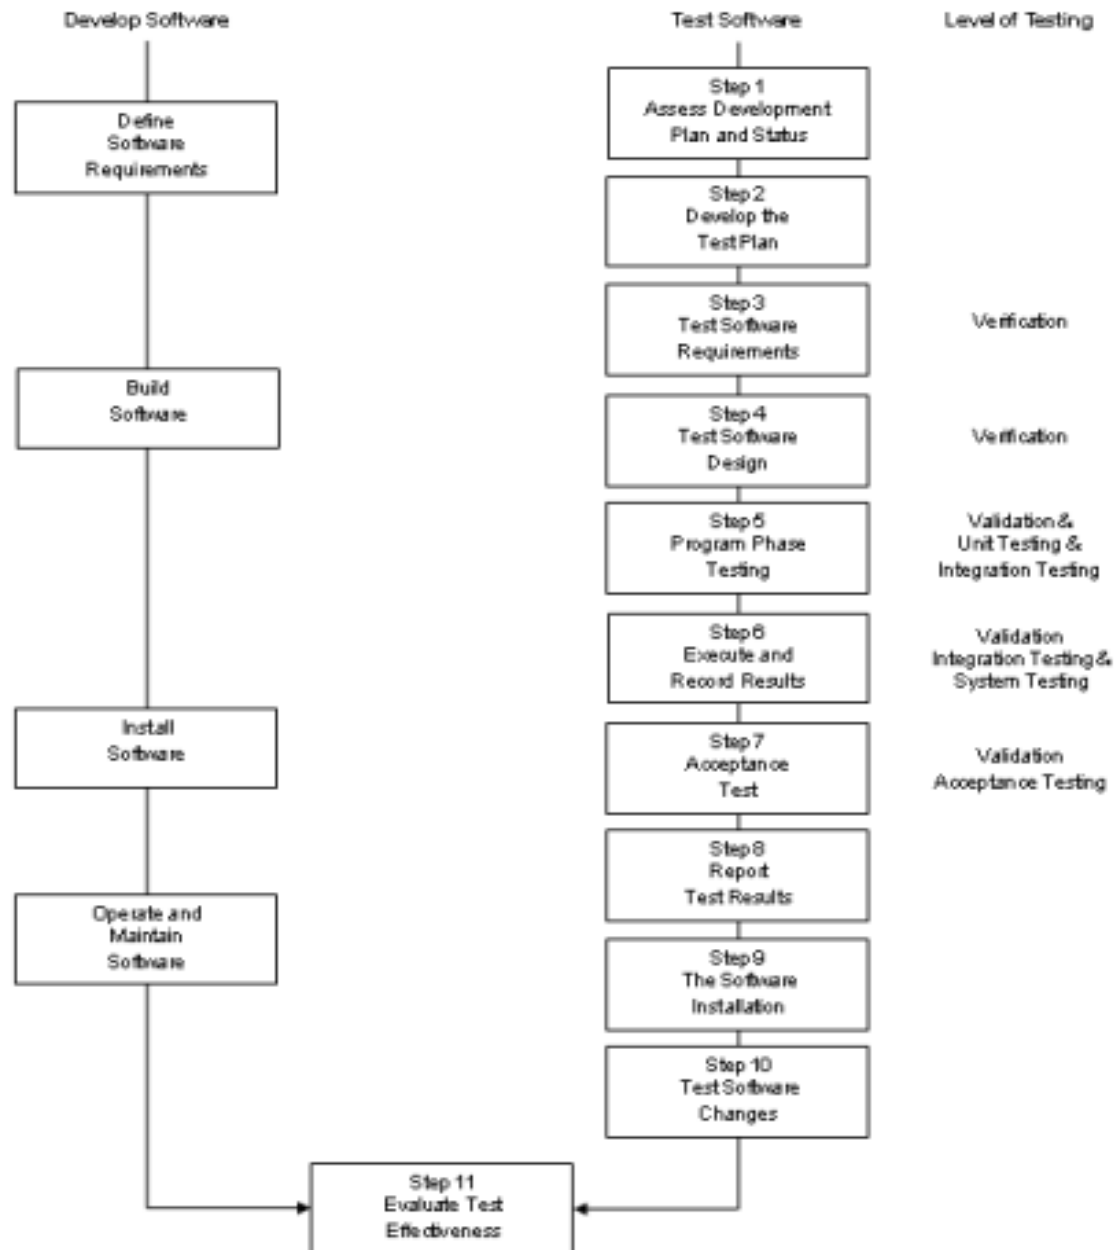 Develop Software
Test Software
Level of Testing
Define
Software
Requirements
Build
Software
Install
Software
Operate and
Maintain
Software
Step 1
Assess Development
Plan and Status
Step 2
Develop the
Test Plan
Step 3
Test Software
Requirements
Verification
Step 4
Test Software
Design
Verification
Step 5
Program Phase
Testing
Validation &
Unit Testing &
Integration Testing
Step 6
Execute and
Record Results
Validation
Integration Testing &
System Testing
Step 7
Acceptance
Test
Validation
Acceptance Testing
Step 8
Report
Test Results
Step 9
The Software
Installation
Step 10
Test Software
Changes
Step 11
Evaluate Test
Effectiveness